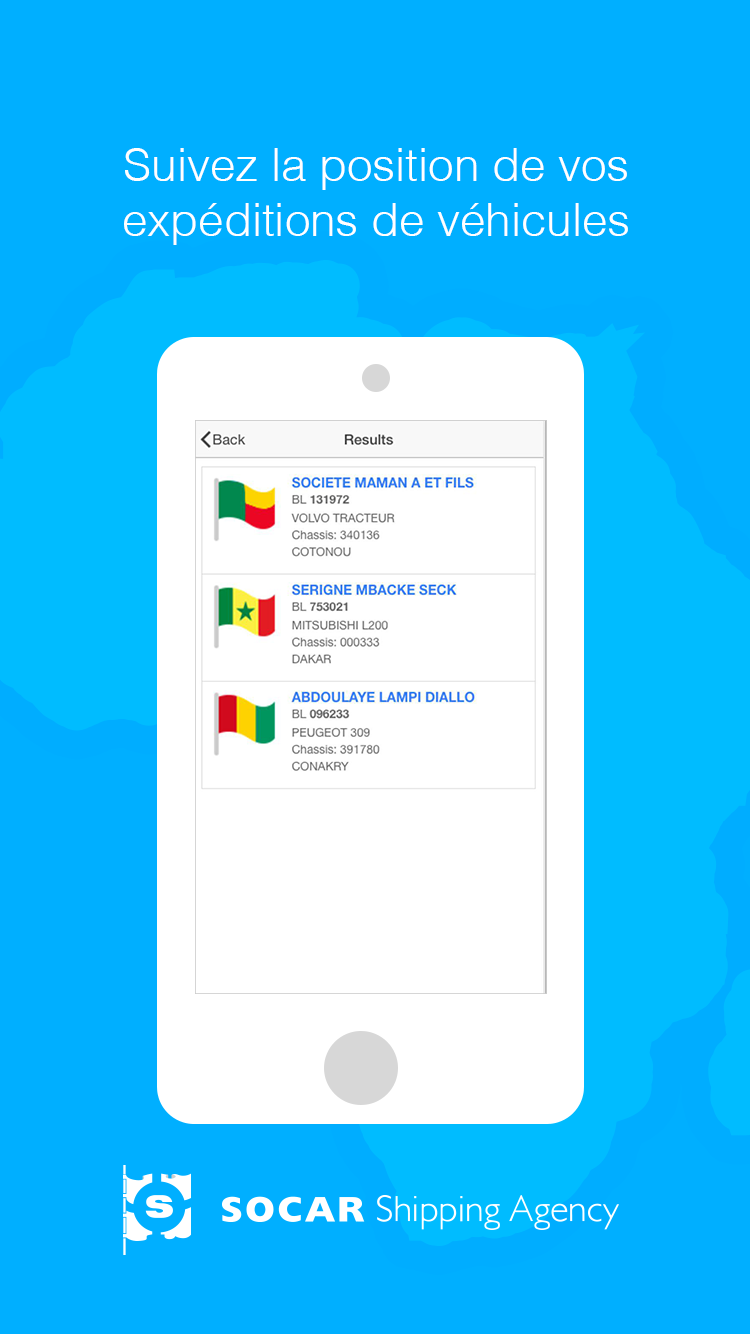 Suivez la position de vos
expéditions de véhicules
Back
Results
SOCIETE MAMAN A ET FILS
BL 131972
VOLVO TRACTEUR
Chassis: 340136
COTONOU
SERIGNE MBACKE SECK
BL 753021
MITSUBISHI L200
Chassis: 000333
DAKAR
ABDOULAYE LAMPI DIALLO
BL 096233
PEUGEOT 309
Chassis: 391780
CONAKRY
S
SOCAR Shipping Agency